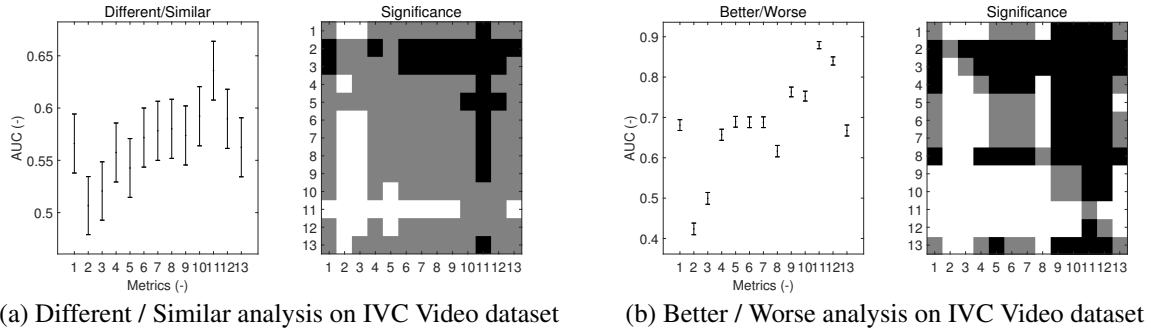 Different/Similar
Significance
Better/Worse
Significance
0.65
0.6
0.55
0.5
AUC (-)
1 2 3 4 5 6 7 8 9 10 11 12 13
Metrics (-)
1
2
3
4
5
6
7
8
9
10
11
12
13
1 2 3 4 5 6 7 8 9 10 11 12 13
0.9
0.8
0.7
0.6
0.5
0.4
AUC (-)
1 2 3 4 5 6 7 8 9 10 11 12 13
Metrics (-)
1
2
3
4
5
6
7
8
9
10
11
12
13
1 2 3 4 5 6 7 8 9 10 11 12 13
(a) Different / Similar analysis on IVC Video dataset
(b) Better / Worse analysis on IVC Video dataset